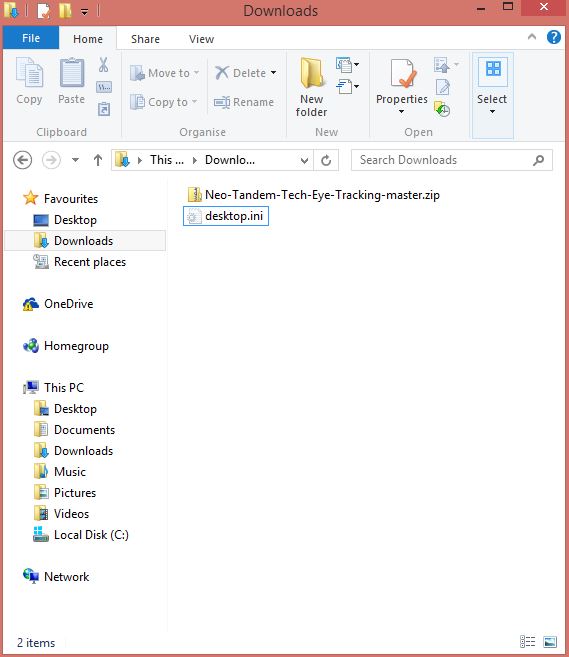 Downloads
File Home Share View
Copy Paste
Move to Copy to
Delete Rename
New folder
Properties
Select
Clipboard Organise New Open
This ... Downlo...
Search Downloads
Favourites
Desktop
Downloads
Recent places
OneDrive
Homegroup
This PC
Desktop
Documents
Downloads
Music
Pictures
Videos
Local Disk (C:)
Network
Neo-Tandem-Tech-Eye-Tracking-master.zip
desktop.ini
2 items